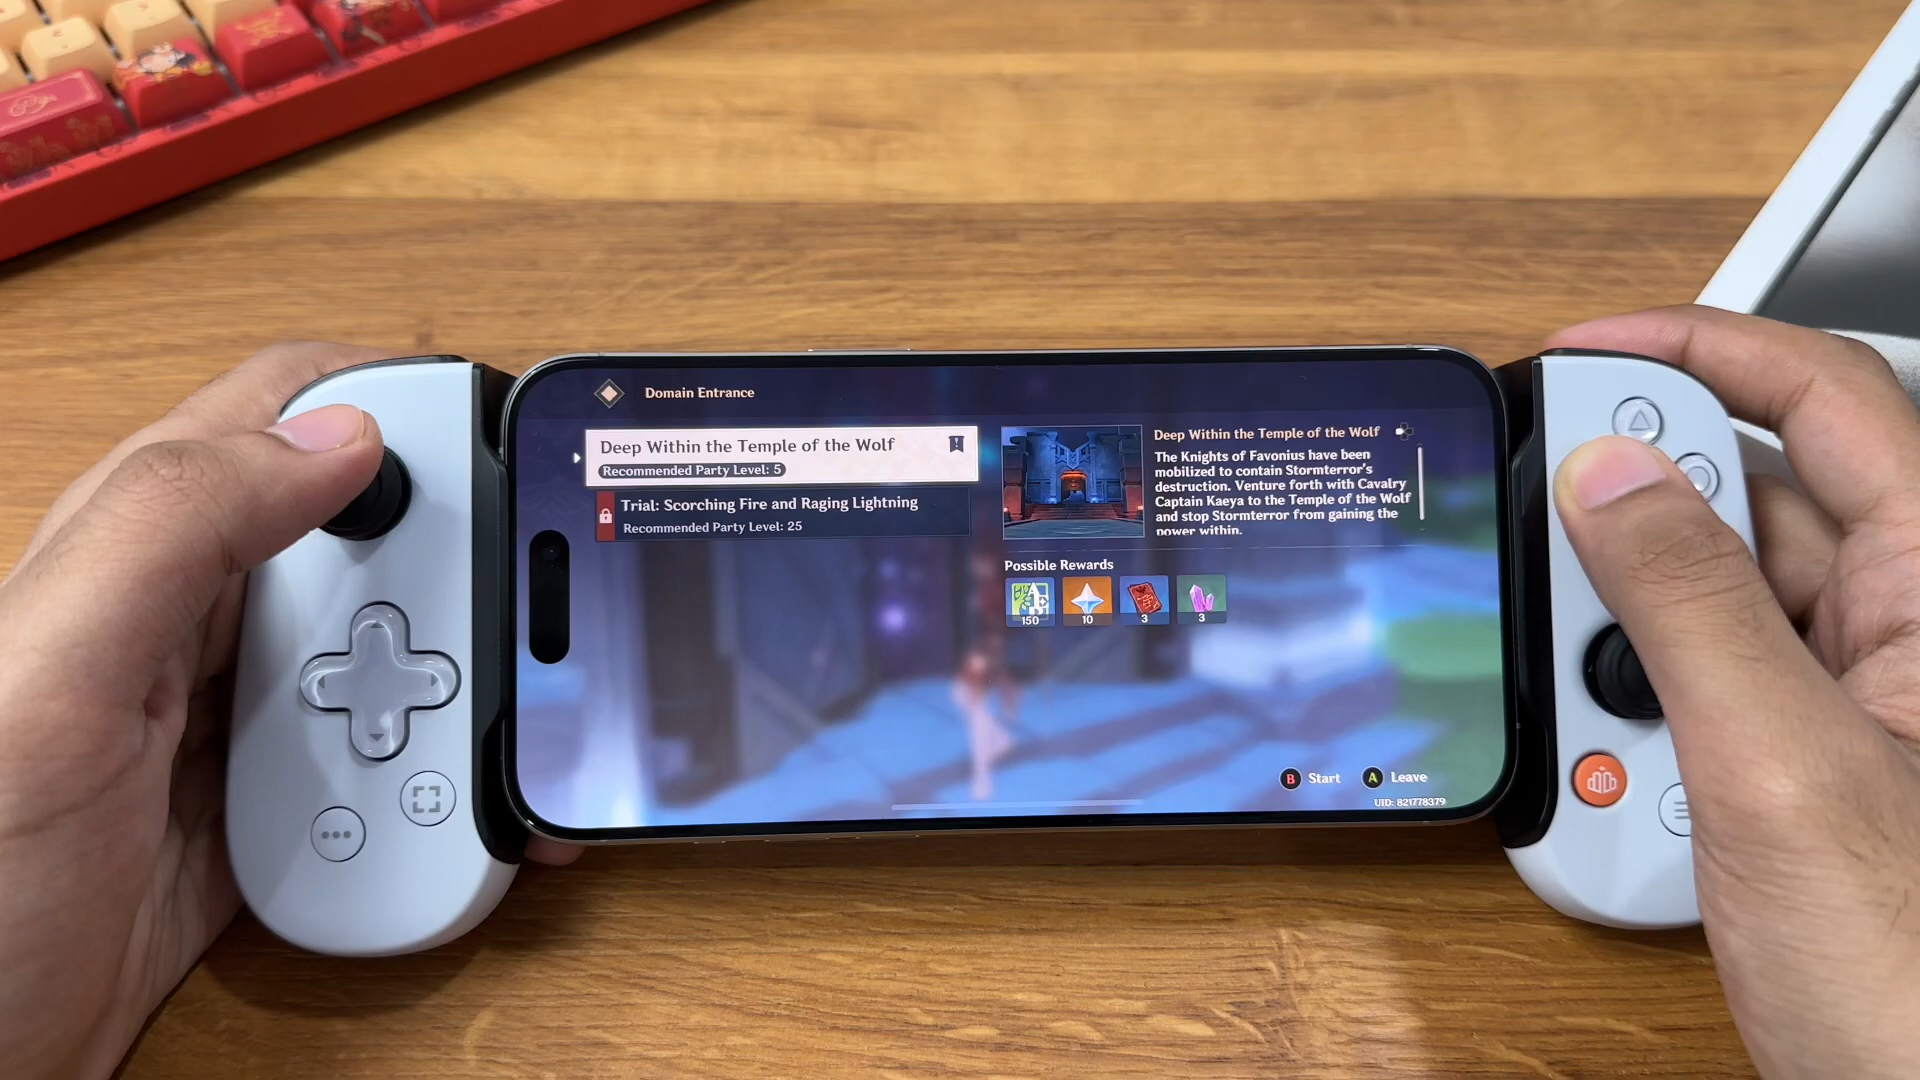 Domain Entrance
Deep Within the Temple of the Wolf
Recommended Party Level: 5
Trial: Scorching Fire and Raging Lightning
Recommended Party Level: 25
Deep Within the Temple of the Wolf
The Knights of Favonius have been
mobilized to contain Stormterror's
destruction. Venture forth with Cavalry
Captain Kaeya to the Temple of the Wolf
and stop Stormterror from gaining the
power within.
Possible Rewards
150
10
3
3
B Start
A Leave
UID: 821778379